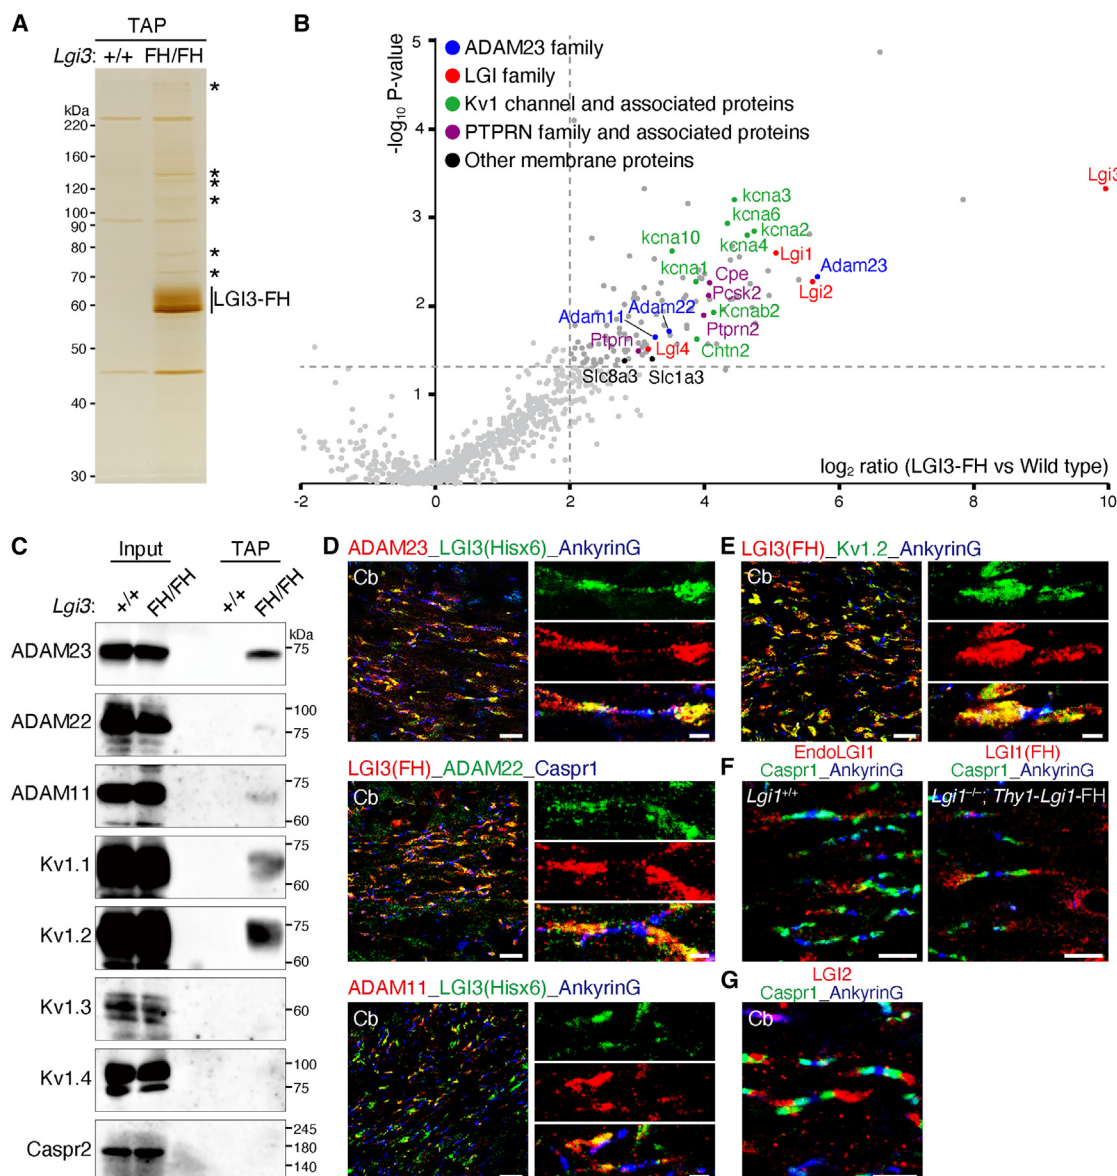 A
TAP
Lgi3: +/+ FH/FH
kDa
220
160
120
100
90
80
70
60
50
40
30
*
*
*
*
*
*
LGI3-FH
B
-log10 P-value
5
4
3
2
1
ADAM23 family
LGI family
Kv1 channel and associated proteins
PTPRN family and associated proteins
Other membrane proteins
Lgi3
kcna3
kcna6
kcna2
kcna4
kcna10
Lgi1
kcna1
Adam23
Cpe
Lgi2
Pcsk2
Adam22
Kcnab2
Adam11
Ptprn2
Ptprn
Lgi4
Chtn2
Slc8a3
Slc1a3
log2 ratio (LGI3-FH vs Wild type)
-2
0
2
4
6
8
10
C
Input TAP
Lgi3: +/+ FH/FH +/+ FH/FH
kDa
ADAM23
75
ADAM22
100
75
ADAM11
75
60
Kv1.1
60
Kv1.2
75
60
Kv1.3
60
Kv1.4
100
75
Caspr2
245
180
140
D
ADAM23_LGI3(Hisx6)_AnkyrinG
Cb
LGI3(FH)_ADAM22_Caspr1
Cb
ADAM11_LGI3(Hisx6)_AnkyrinG
Cb
E
LGI3(FH)_Kv1.2_AnkyrinG
Cb
F
EndoLGI1
Caspr1_AnkyrinG
Lgi1+/+
LGI1(FH)
Caspr1_AnkyrinG
Lgi1−/−; Thy1-Lgi1-FH
G
LGI2
Caspr1_AnkyrinG
Cb